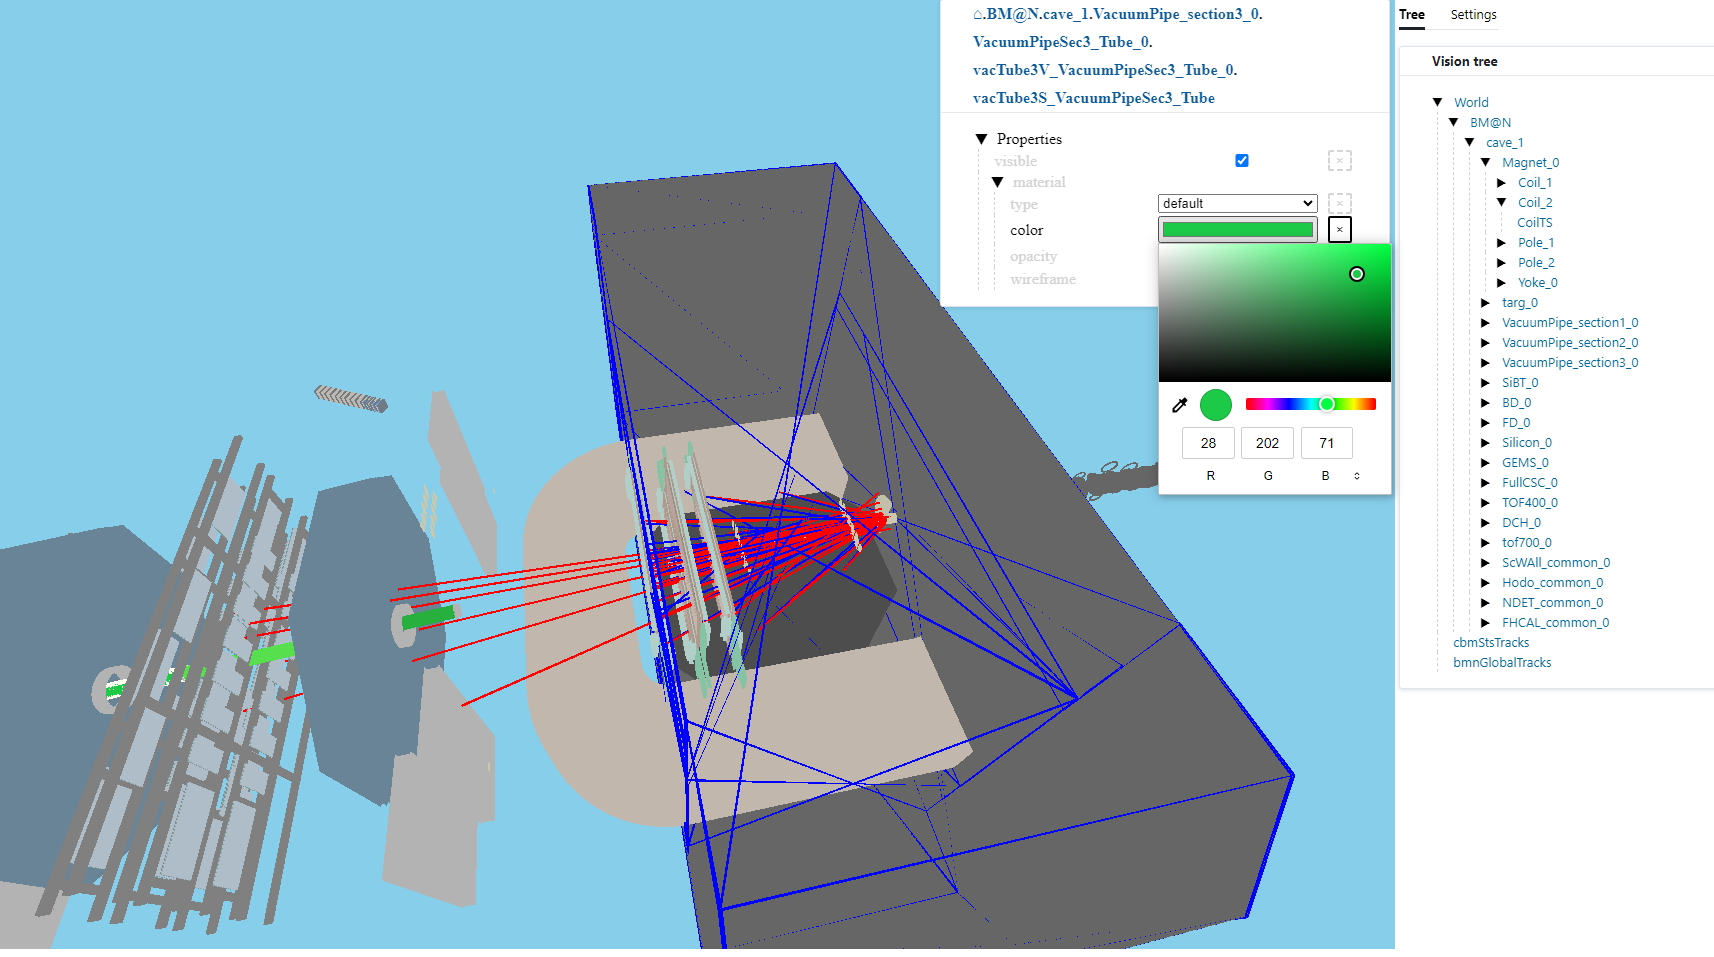 ⌂.BM@N.cave_1.VacuumPipe_section3_0.
VacuumPipeSec3_Tube_0.
vacTube3V_VacuumPipeSec3_Tube_0.
vacTube3S_VacuumPipeSec3_Tube
Properties
visible
material
type
default
color
opacity
wireframe
28
202
71
R
G
B
Tree
Settings
Vision tree
World
BM@N
cave_1
Magnet_0
Coil_1
Coil_2
CoilTS
Pole_1
Pole_2
Yoke_0
targ_0
VacuumPipe_section1_0
VacuumPipe_section2_0
VacuumPipe_section3_0
SiBT_0
BD_0
FD_0
Silicon_0
GEMS_0
FullCSC_0
TOF400_0
DCH_0
tof700_0
ScWAll_common_0
Hodo_common_0
NDET_common_0
FHCAL_common_0
cbmStsTracks
bmnGlobalTracks